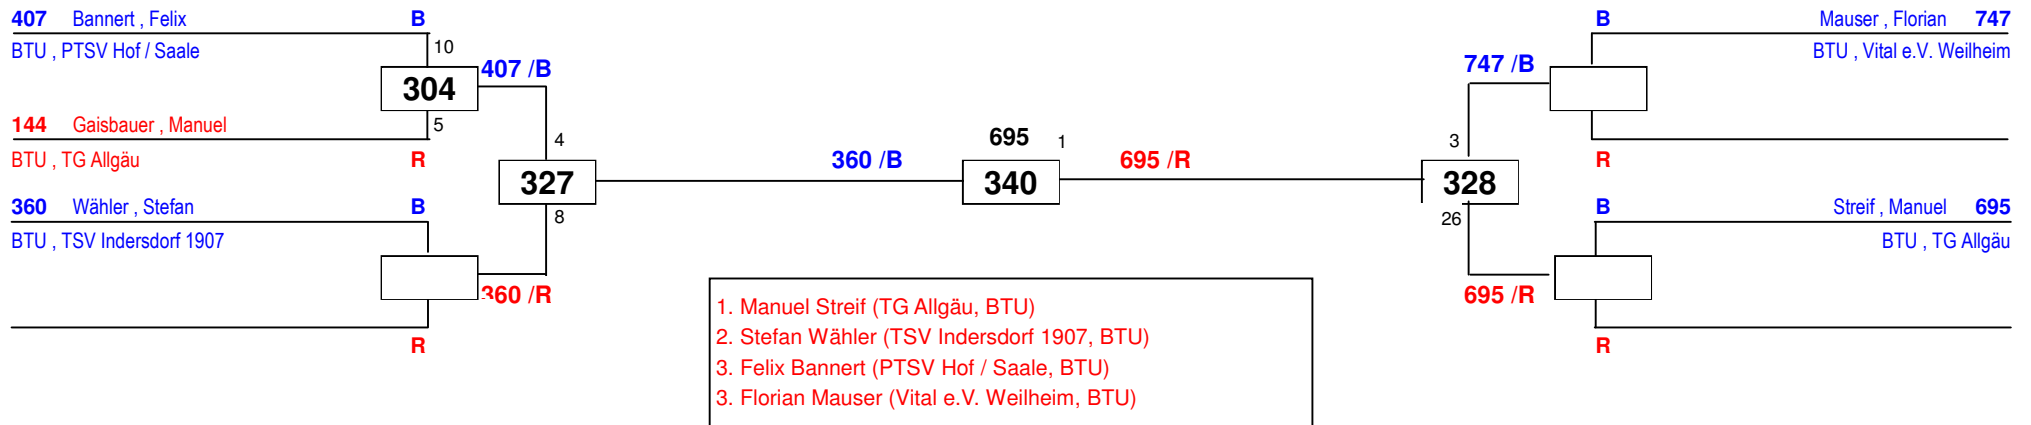 407 Bannert , Felix B
BTU , PTSV Hof / Saale
10
304
407 /B
5
144 Gaisbauer , Manuel
BTU , TG Allgäu R
4
327
8
360 Wähler , Stefan B
BTU , TSV Indersdorf 1907
360 /R
R
360 /B
695 1
340
695 /R
B Mauser , Florian 747
BTU , Vital e.V. Weilheim
747 /B
R
3
328
26
B Streif , Manuel 695
BTU , TG Allgäu
695 /R
R
1. Manuel Streif (TG Allgäu, BTU)
2. Stefan Wähler (TSV Indersdorf 1907, BTU)
3. Felix Bannert (PTSV Hof / Saale, BTU)
3. Florian Mauser (Vital e.V. Weilheim, BTU)